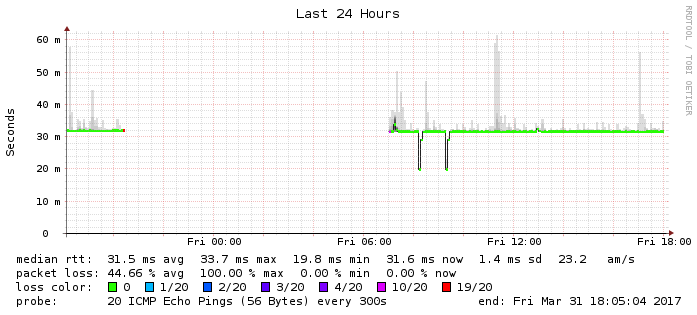 Last 24 Hours
RRDTOOL / TOBI OETIKER
Seconds
60 m
50 m
40 m
30 m
20 m
10 m
0
Fri 00:00 Fri 06:00 Fri 12:00 Fri 18:00
median rtt: 31.5 ms avg 33.7 ms max 19.8 ms min 31.6 ms now 1.4 ms sd 23.2 am/s
packet loss: 44.66 % avg 100.00 % max 0.00 % min 0.00 % now
loss color: 0 1/20 2/20 3/20 4/20 10/20 19/20
probe: 20 ICMP Echo Pings (56 Bytes) every 300s end: Fri Mar 31 18:05:04 2017